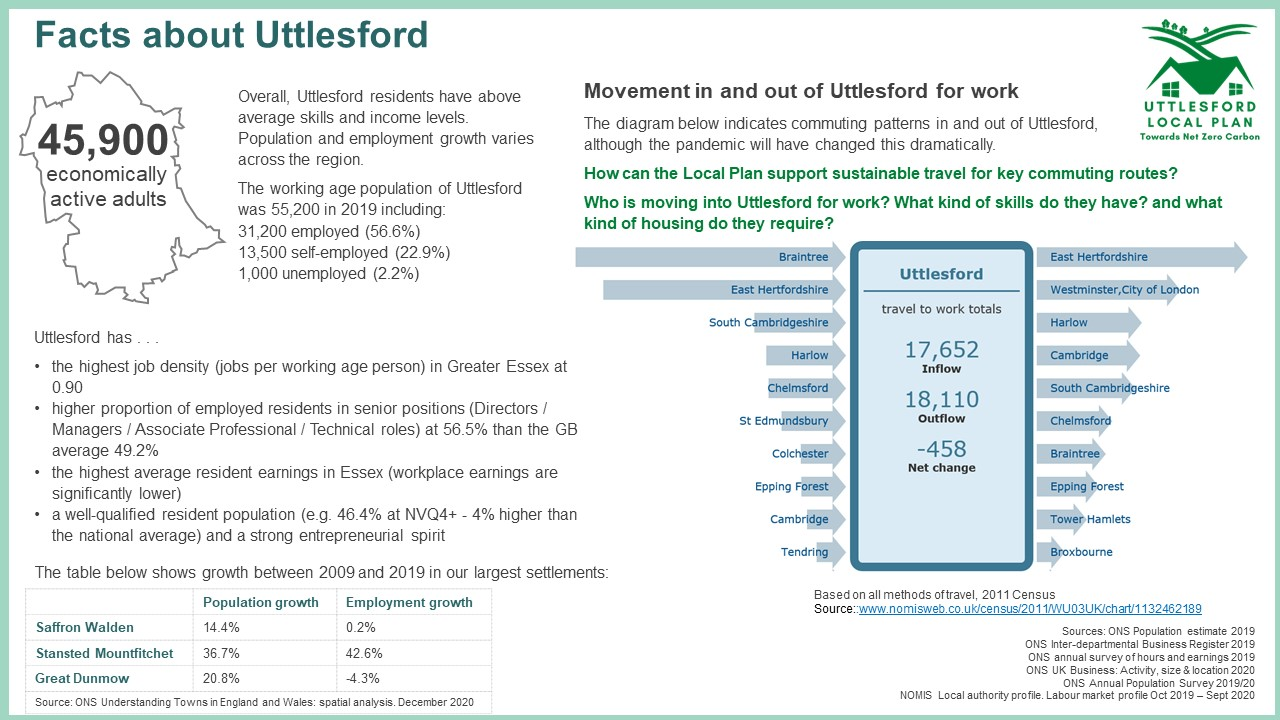 Facts about Uttlesford
45,900
economically
active adults
Overall, Uttlesford residents have above
average skills and income levels.
Population and employment growth varies
across the region.
The working age population of Uttlesford
was 55,200 in 2019 including:
31,200 employed (56.6%)
13,500 self-employed (22.9%)
1,000 unemployed (2.2%)
Uttlesford has . . .
• the highest job density (jobs per working age person) in Greater Essex at
0.90
• higher proportion of employed residents in senior positions (Directors /
Managers / Associate Professional / Technical roles) at 56.5% than the GB
average 49.2%
• the highest average resident earnings in Essex (workplace earnings are
significantly lower)
• a well-qualified resident population (e.g. 46.4% at NVQ4+ - 4% higher than
the national average) and a strong entrepreneurial spirit
The table below shows growth between 2009 and 2019 in our largest settlements:
Population growth Employment growth
Saffron Walden 14.4% 0.2%
Stansted Mountfitchet 36.7% 42.6%
Great Dunmow 20.8% -4.3%
Source: ONS Understanding Towns in England and Wales: spatial analysis. December 2020
Movement in and out of Uttlesford for work
The diagram below indicates commuting patterns in and out of Uttlesford,
although the pandemic will have changed this dramatically.
How can the Local Plan support sustainable travel for key commuting routes?
Who is moving into Uttlesford for work? What kind of skills do they have? and what
kind of housing do they require?
UTTLESFORD
LOCAL PLAN
Towards Net Zero Carbon
Braintree
East Hertfordshire
South Cambridgeshire
Harlow
Chelmsford
St Edmundsbury
Colchester
Epping Forest
Cambridge
Tendring
Uttlesford
travel to work totals
17,652
Inflow
18,110
Outflow
-458
Net change
East Hertfordshire
Westminster,City of London
Harlow
Cambridge
South Cambridgeshire
Chelmsford
Braintree
Epping Forest
Tower Hamlets
Broxbourne
Based on all methods of travel, 2011 Census
Source::www.nomisweb.co.uk/census/2011/WU03UK/chart/1132462189
Sources: ONS Population estimate 2019
ONS Inter-departmental Business Register 2019
ONS annual survey of hours and earnings 2019
ONS UK Business: Activity, size & location 2020
ONS Annual Population Survey 2019/20
NOMIS Local authority profile. Labour market profile Oct 2019 – Sept 2020